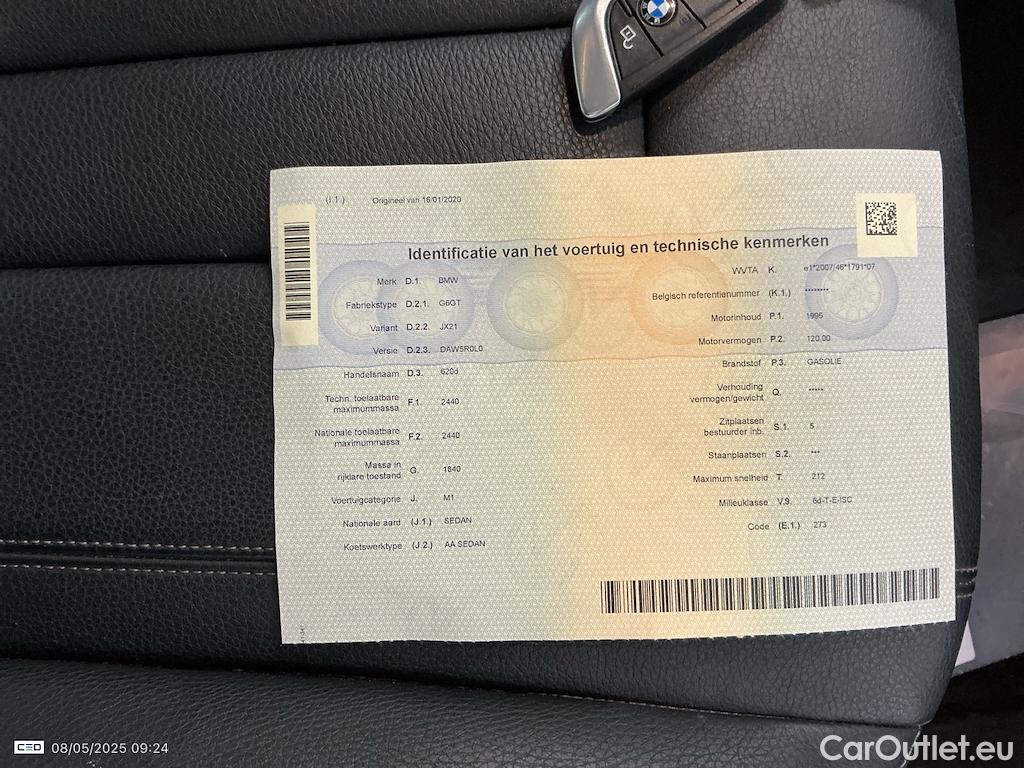 BMW
(I.1.) Origineel van 16/01/2020
Identificatie van het voertuig en technische kenmerken
Merk D.1. BMW
Fabriekstype D.2.1. G6GT
Variant D.2.2. JX21
Versie D.2.3. DAW5R0L0
Handelsnaam D.3. 620d
Techn. toelaatbare
maximummassa F.1. 2440
Nationale toelaatbare
maximummassa F.2. 2440
Massa in
rijklare toestand G. 1840
Voertuigcategorie J. M1
Nationale aard (J.1.) SEDAN
Koetswerktype (J.2.) AA SEDAN
WVTA K. e1*2007/46*1791*07
Belgisch referentienummer (K.1.) ********
Motorinhoud P.1. 1995
Motorvermogen P.2. 120,00
Brandstof P.3. GASOLIE
Verhouding
vermogen/gewicht Q. *****
Zitplaatsen
bestuurder inb. S.1. 5
Staanplaatsen S.2. ***
Maximum snelheid T. 212
Milieuklasse V.9. 6d-T-E-ISC
Code (E.1.) 273
CEO 08/05/2025 09:24
CarOutlet.eu